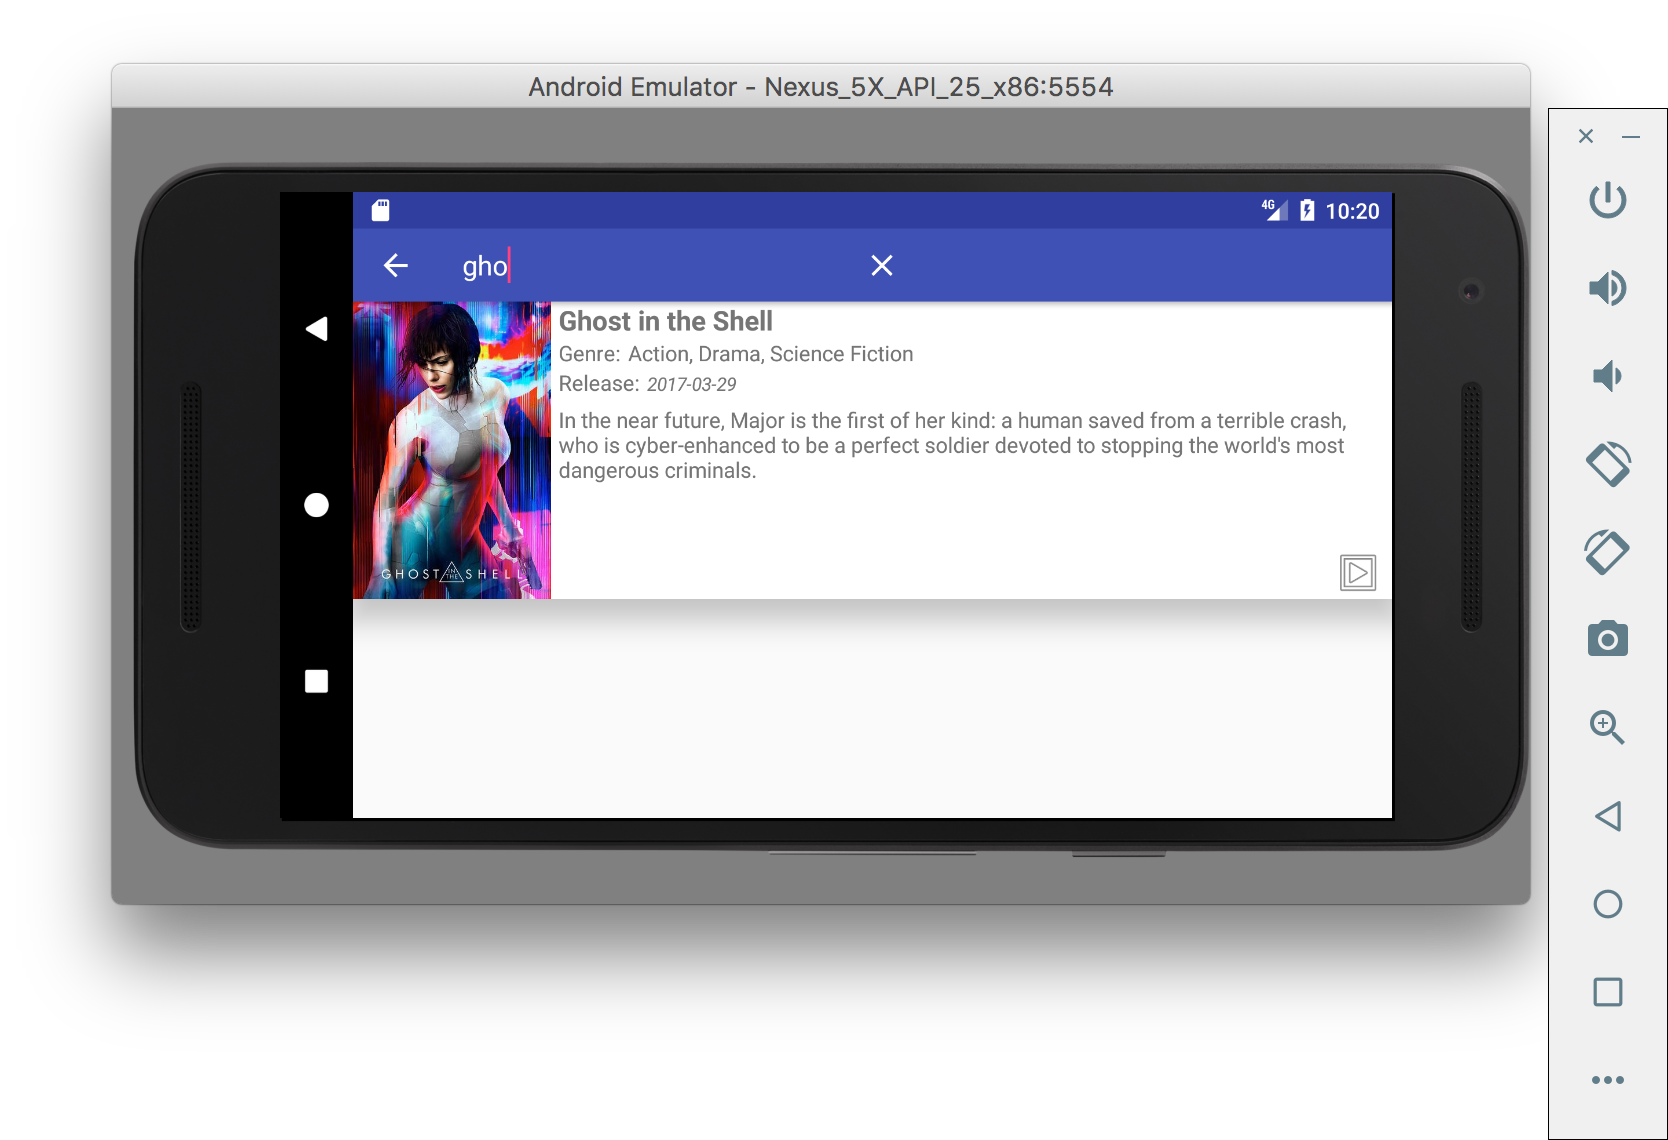 Android Emulator - Nexus_5X_API_25_x86:5554
4G
10:20
gho
Ghost in the Shell
Genre: Action, Drama, Science Fiction
Release: 2017-03-29
In the near future, Major is the first of her kind: a human saved from a terrible crash,
who is cyber-enhanced to be a perfect soldier devoted to stopping the world's most
dangerous criminals.
GHOST IN THE SHELL